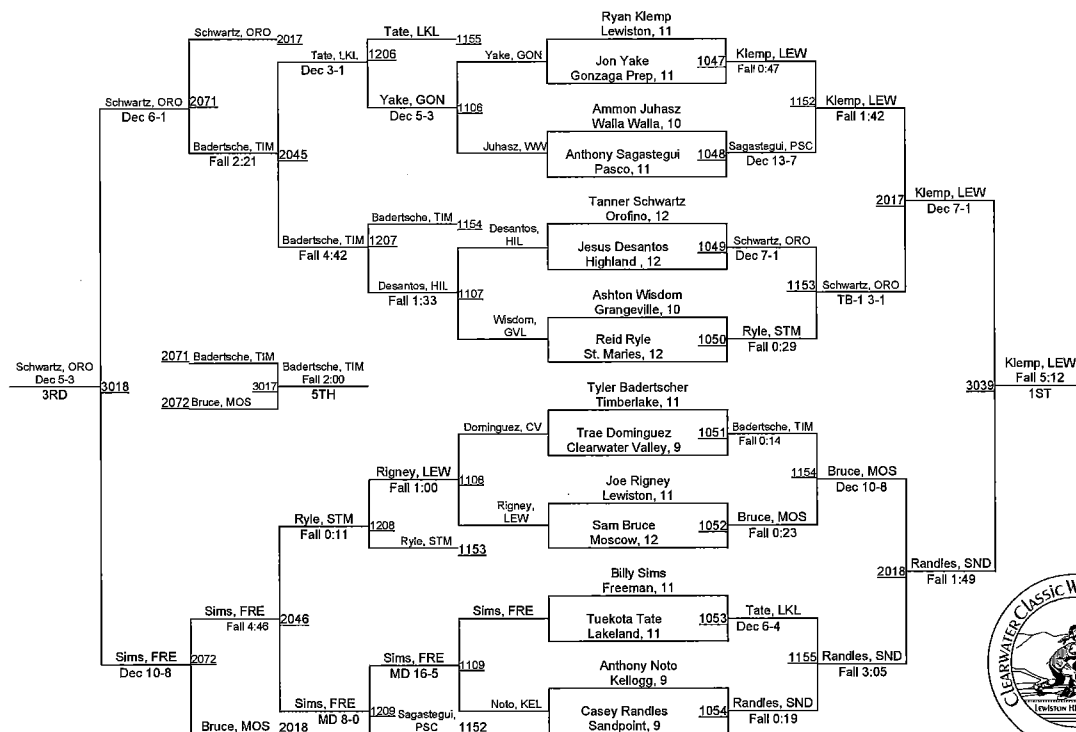 Ryan Klemp
Lewiston, 11
Schwartz, ORO
2017
Tate, LKL
1155
Tate, LKL
1206
Dec 3-1
Yake, GON
Jon Yake
Gonzaga Prep, 11
1047
Klemp, LEW
Fall 0:47
Schwartz, ORO
2071
Dec 6-1
Yake, GON
1106
Dec 5-3
Ammon Juhasz
Walla Walla, 10
1152
Klemp, LEW
Fall 1:42
Badertsche, TIM
2045
Fall 2:21
Juhasz, WW
Anthony Sagastegui
Pasco, 11
1048
Sagastegui, PSC
Dec 13-7
Tanner Schwartz
Orofino, 12
2017
Klemp, LEW
Dec 7-1
Badertsche, TIM
1154
Badertsche, TIM
1207
Fall 4:42
Desantos,
HIL
Jesus Desantos
Highland , 12
1049
Schwartz, ORO
Dec 7-1
Desantos, HIL
1107
Fall 1:33
Ashton Wisdom
Grangeville, 10
1153
Schwartz, ORO
TB-1 3-1
Wisdom,
GVL
Reid Ryle
St. Maries, 12
1050
Ryle, STM
Fall 0:29
Schwartz, ORO
Dec 5-3
3RD
3018
2071
Badertsche, TIM
Badertsche, TIM
3017
Fall 2:00
5TH
2072
Bruce, MOS
Klemp, LEW
3039
Fall 5:12
1ST
Tyler Badertscher
Timberlake, 11
Dominguez, CV
Trae Dominguez
Clearwater Valley, 9
1051
Badertsche, TIM
Fall 0:14
Rigney, LEW
1108
Fall 1:00
Joe Rigney
Lewiston, 11
1154
Bruce, MOS
Dec 10-8
Rigney,
LEW
Sam Bruce
Moscow, 12
1052
Bruce, MOS
Fall 0:23
Ryle, STM
1208
Fall 0:11
Ryle, STM
1153
Billy Sims
Freeman, 11
2018
Randles, SND
Fall 1:49
Sims, FRE
2046
Fall 4:46
Sims, FRE
Tuekota Tate
Lakeland, 11
1053
Tate, LKL
Dec 6-4
Sims, FRE
2072
Dec 10-8
Sims, FRE
1109
MD 16-5
Anthony Noto
Kellogg, 9
1155
Randles, SND
Fall 3:05
Sims, FRE
1209
MD 8-0
Noto, KEL
Casey Randles
Sandpoint, 9
1054
Randles, SND
Fall 0:19
Bruce, MOS
2018
Sagastegui,
PSC
1152
CLEARWATER CLASSIC W